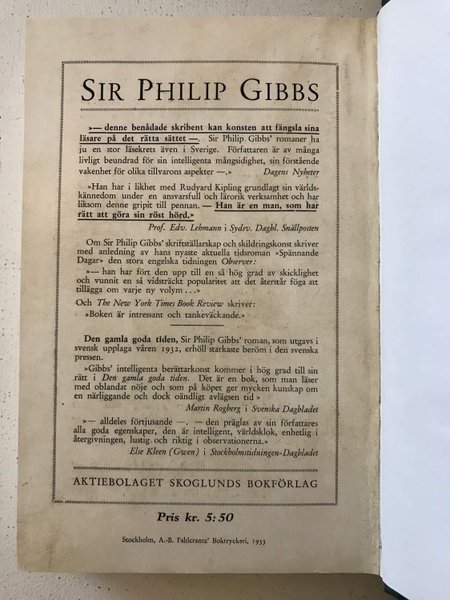 SIR PHILIP GIBBS
»— denne benådade skribent kan konsten att fängsla sina
läsare på det rätta sättet —. Sir Philip Gibbs' romaner ha
ju en stor läsekrets även i Sverige. Författaren är av många
livligt beundrad för sin intelligenta mångsidighet, sin förstående
vakenhet för olika tillvarons aspekter —.» Dagens Nyheter
»Han har i likhet med Rudyard Kipling grundlagt sin världs-
kännedom under en ansvarsfull och lärorik verksamhet och har
liksom denne gripit till pennan. — Han är en man, som har
rätt att göra sin röst hörd.»
Prof. Edv. Lehmann i Sydsv. Dagbl. Snällposten
Om Sir Philip Gibbs' skriftställarskap och skildringskonst skriver
med anledning av hans nyaste aktuella tidsroman »Spännande
Dagar» den stora engelska tidningen Observer:
»— han har fört den upp till en så hög grad av skicklighet
och vunnit en så vidsträckt popularitet att det återstår föga att
tillägga om varje ny volym ...»
Och The New York Times Book Review skriver:
»Boken är intressant och tankeväckande.»
Den gamla goda tiden, Sir Philip Gibbs' roman, som utgavs i
svensk upplaga våren 1932, erhöll starkaste beröm i den svenska
pressen.
»Gibbs' intelligenta berättarkonst kommer i hög grad till sin
rätt i Den gamla goda tiden. Det är en bok, som man läser
med oblandat nöje och som på köpet ger mycken kunskap om
en närliggande och dock oändligt avlägsen tid »
Martin Rogberg i Svenska Dagbladet
»— alldeles förtjusande —. – den präglas av sin författares
alla goda egenskaper, den är intelligent, världsklok, enhetlig i
återgivningen, lustig och riktig i observationerna.»
Else Kleen (Gwen) i Stockholmstidningen-Dagbladet
AKTIEBOLAGET SKOGLUNDS BOKFÖRLAG
Pris kr. 5:50
Stockholm, A.-B. Fahlcrantz' Boktryckeri, 1933